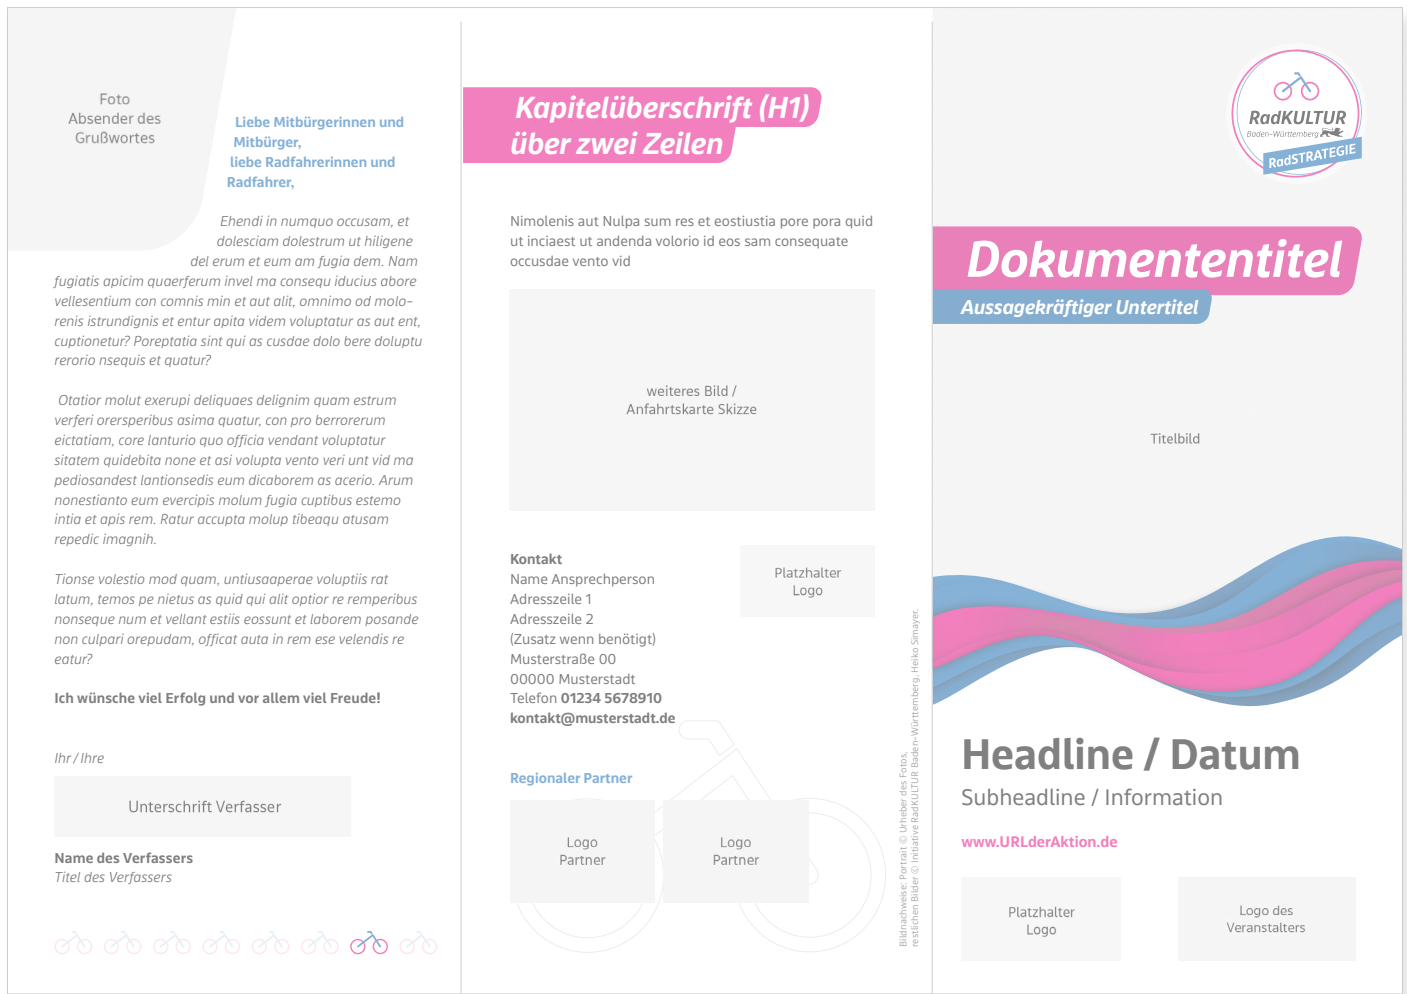 Foto
Absender des
Grußwortes
Liebe Mitbürgerinnen und
Mitbürger,
liebe Radfahrerinnen und
Radfahrer,
Ehendi in numquo occusam, et
dolesciam dolestrum ut hiligene
del erum et eum am fugia dem. Nam
fugiatis apicim quaerferum invel ma consequ iducius abore
vellesentium con comnis min et aut alit, omnimo od molo-
renis istrundignis et entur apita videm voluptatur as aut ent,
cuptionetur? Poreptatia sint qui as cusdae dolo bere doluptu
rerorio nsequis et quatur?
Otatior molut exerupi deliquaes delignim quam estrum
verferi orersperibus asima quatur, con pro berrorerum
eictatiam, core lanturio quo officia vendant voluptatur
sitatem quidebita none et asi volupta vento veri unt vid ma
pediosandest lantionsedis eum dicaborem as acerio. Arum
nonestianto eum evercipis molum fugia cuptibus estemo
intia et apis rem. Ratur accupta molup tibeaqu atusam
repedic imagnih.
Tionse volestio mod quam, untiusaaperae voluptiis rat
latum, temos pe nietus as quid qui alit optior re remperibus
nonseque num et vellant estiis eossunt et laborem posande
non culpari orepudam, officat auta in rem ese velendis re
eatur?
Ich wünsche viel Erfolg und vor allem viel Freude!
Ihr / Ihre
Unterschrift Verfasser
Name des Verfassers
Titel des Verfassers
Kapitelüberschrift (H1)
über zwei Zeilen
Nimolenis aut Nulpa sum res et eostiustia pore pora quid
ut inciaest ut andenda volorio id eos sam consequate
occusdae vento vid
weiteres Bild /
Anfahrtskarte Skizze
Kontakt
Name Ansprechperson
Adresszeile 1
Adresszeile 2
(Zusatz wenn benötigt)
Musterstraße 00
00000 Musterstadt
Telefon 01234 5678910
kontakt@musterstadt.de
Platzhalter
Logo
Regionaler Partner
Logo
Partner
Logo
Partner
Bildnachweise: Portrait © Urheber des Fotos,
restlichen Bilder © Initiative RadKULTUR Baden-Württemberg, Heiko Simayer.
RadKULTUR
Baden-Württemberg
RadSTRATEGIE
Dokumententitel
Aussagekräftiger Untertitel
Titelbild
Headline / Datum
Subheadline / Information
www.URLderAktion.de
Platzhalter
Logo
Logo des
Veranstalters